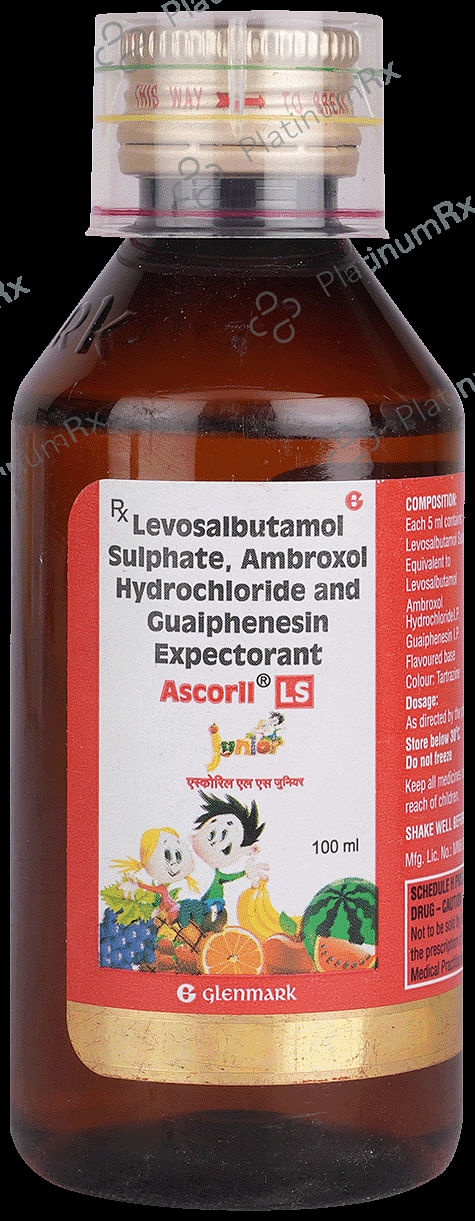 THIS WAY TO BREAK
PlatinumRx
PlatinumRx
PlatinumRx
Rx
Levosalbutamol
Sulphate, Ambroxol
Hydrochloride and
Guaiphenesin
Expectorant
Ascoril® LS
junior
एस्कोरिल एल एस जुनियर
100 ml
GLENMARK
COMPOSITION:
Each 5 ml contains
Levosalbutamol
Equivalent to
Levosalbutamol
Ambroxol
Hydrochloride I.P.
Guaiphenesin I.P.
Flavoured base
Colour: Tartrazine
Dosage:
As directed by the
Store below 30°C.
Do not freeze
Keep all medicines
reach of children.
SHAKE WELL
Mfg. Lic. No.:
SCHEDULE H
DRUG – 
Not to be sold by
the prescription
Medical